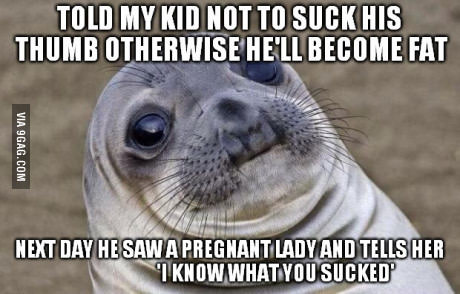 TOLD MY KID NOT TO SUCK HIS
THUMB OTHERWISE HE'LL BECOME FAT
VIA 9GAG.COM
NEXT DAY HE SAW A PREGNANT LADY AND TELLS HER
'I KNOW WHAT YOU SUCKED'